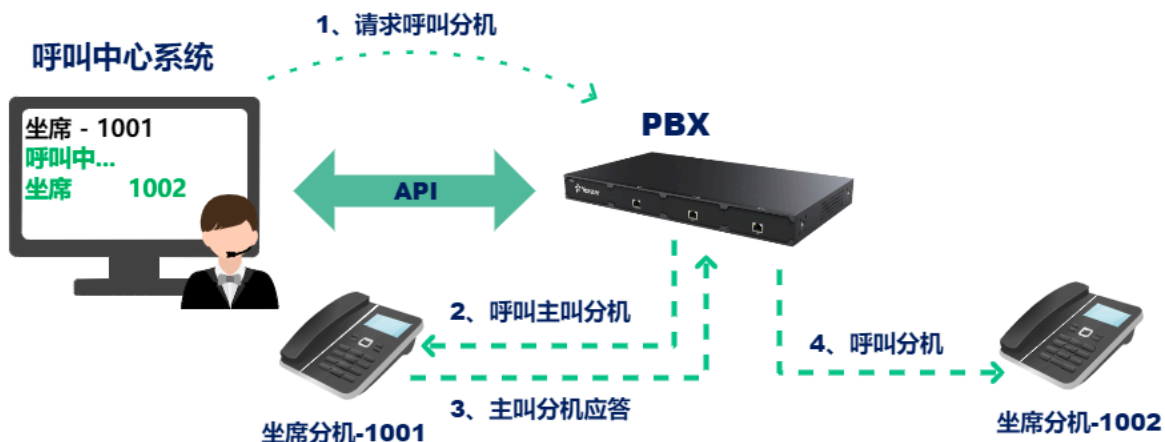 1、请求呼叫分机
呼叫中心系统
坐席 - 1001
呼叫中...
坐席 1002
PBX
API
Yeastar
2、呼叫主叫分机
4、呼叫分机
3、主叫分机应答
坐席分机-1001
坐席分机-1002